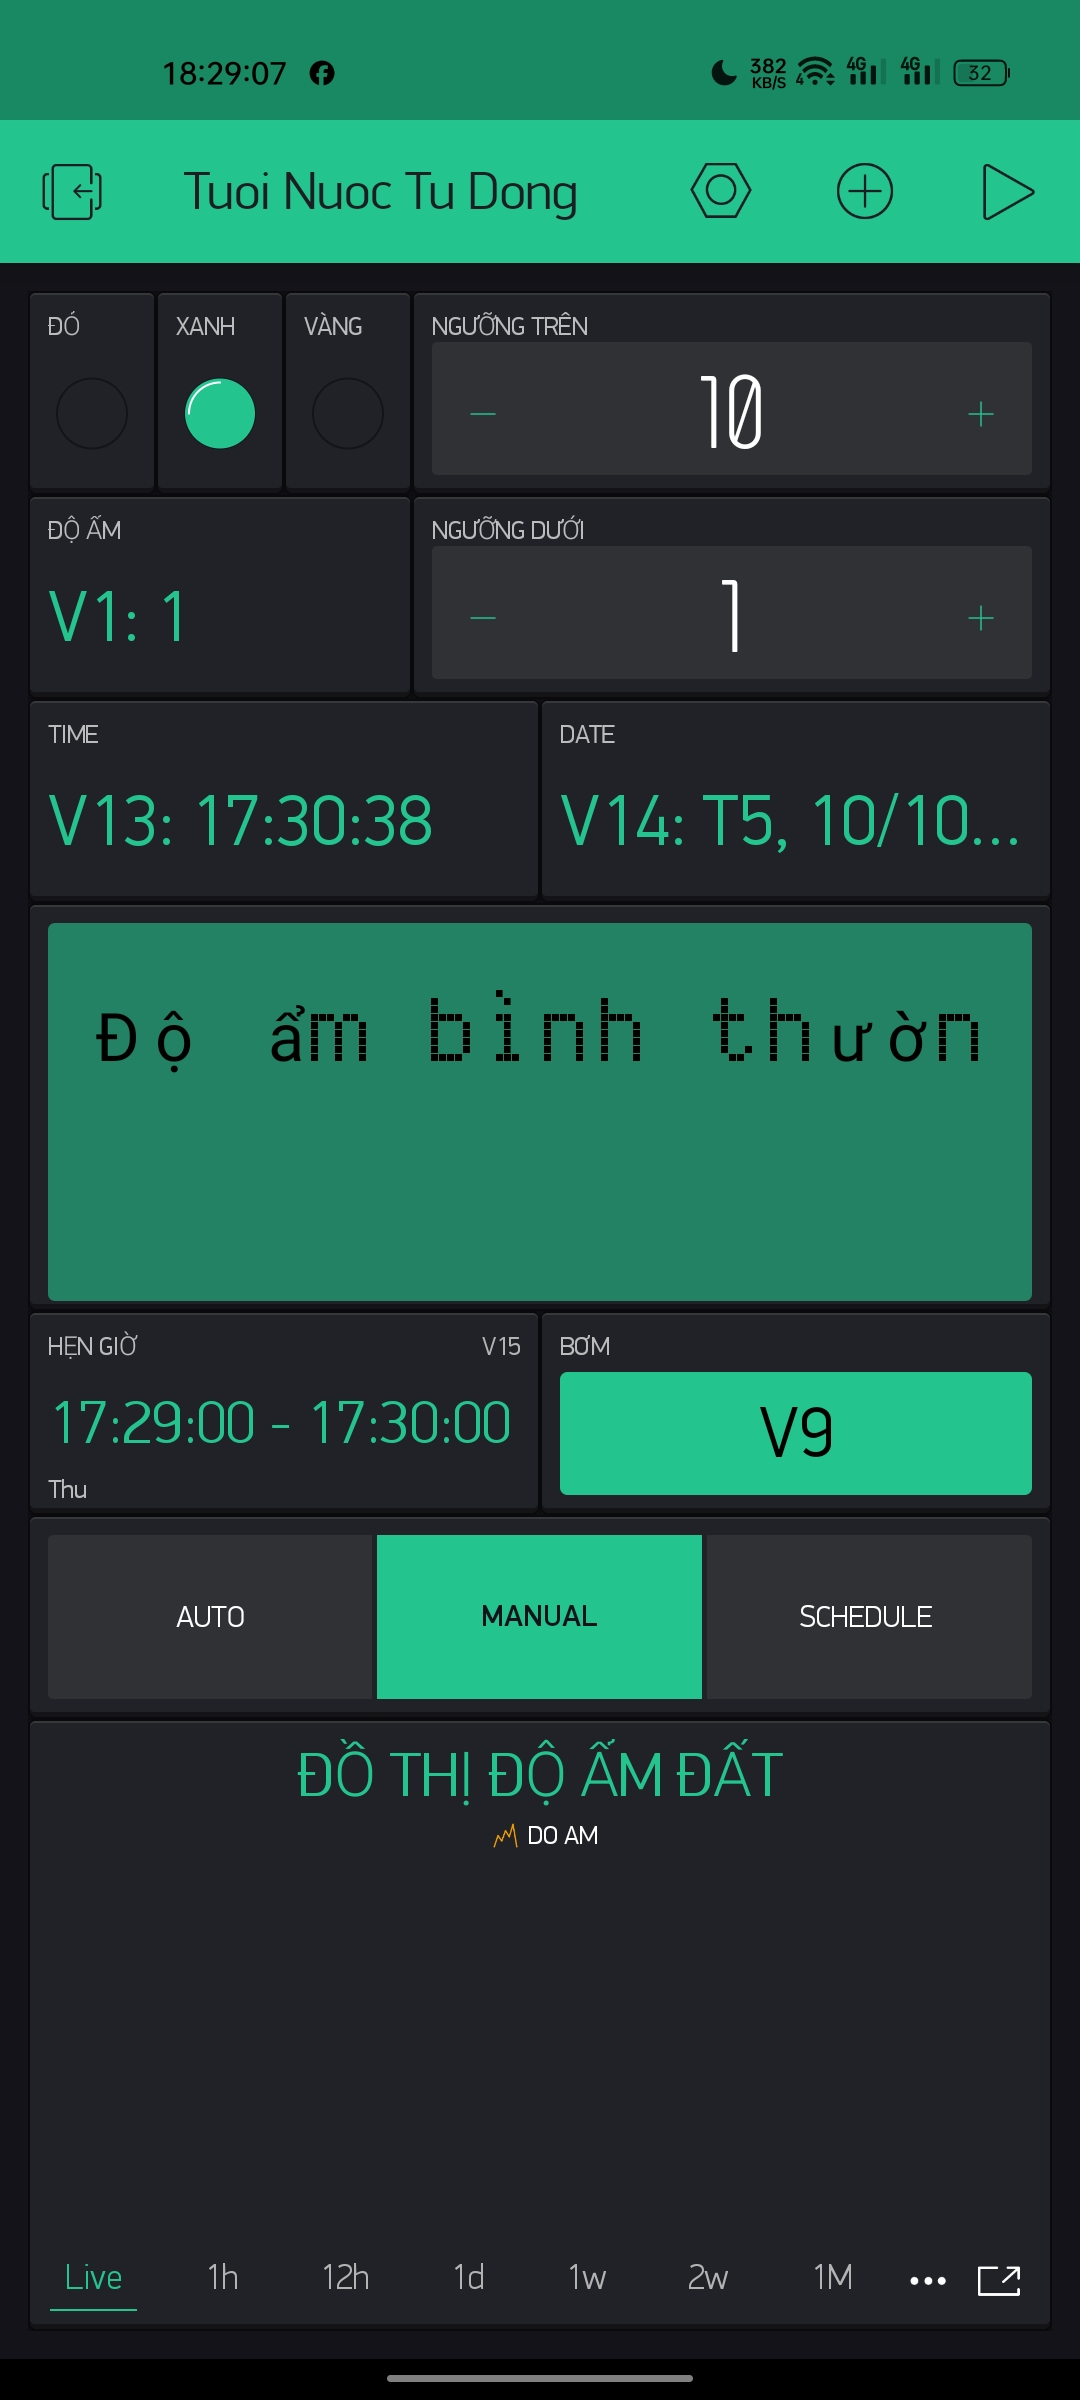 18:29:07 382 KB/S 4 4G 4G 32
Tuoi Nuoc Tu Dong
ĐỎ XANH VÀNG NGƯỠNG TRÊN
− 10 +
ĐỘ ẨM NGƯỠNG DƯỚI
V1: 1 − 1 +
TIME DATE
V13: 17:30:38 V14: T5, 10/10...
Độ ẩm bình thườn
HẸN GIỜ V15 BƠM
17:29:00 - 17:30:00 V9
Thu
AUTO MANUAL SCHEDULE
ĐỒ THỊ ĐỘ ẨM ĐẤT
DO AM
Live 1h 12h 1d 1w 2w 1M ...